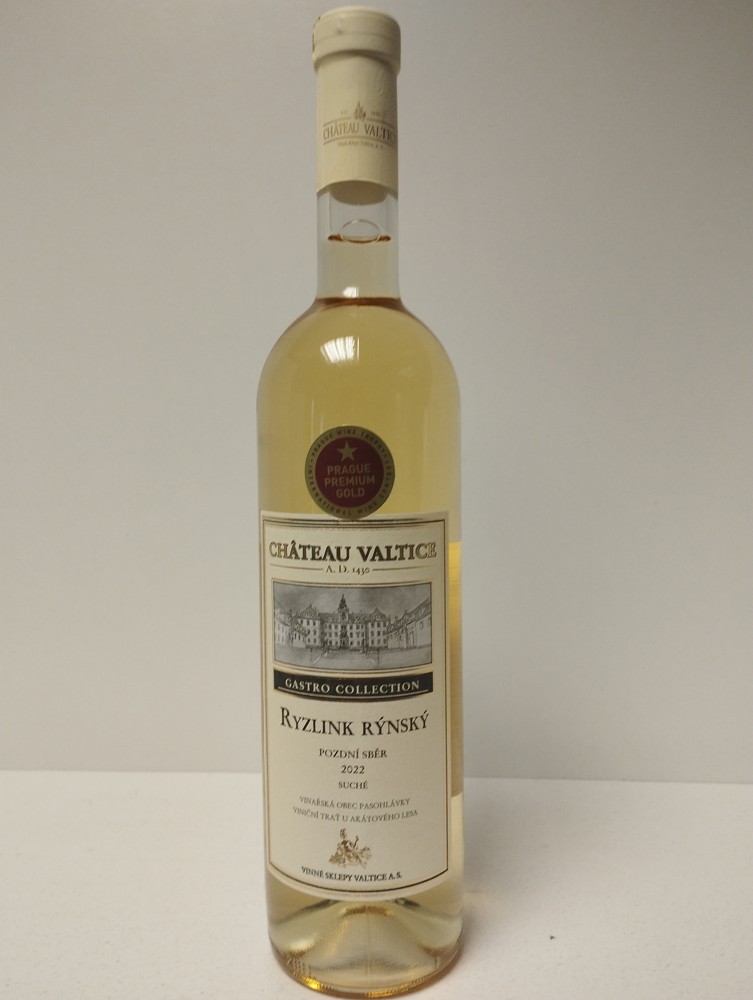 CHÂTEAU VALTICE
PRAGUE
PREMIUM
GOLD
CHÂTEAU VALTICE
A. D. 1430
GASTRO COLLECTION
RYZLINK RÝNSKÝ
POZDNÍ SBĚR
2022
SUCHÉ
VINAŘSKÁ OBEC PASOHLÁVKY
VINIČNÍ TRAŤ U AKÁTOVÉHO LESA
VINNÉ SKLEPY VALTICE A.S.